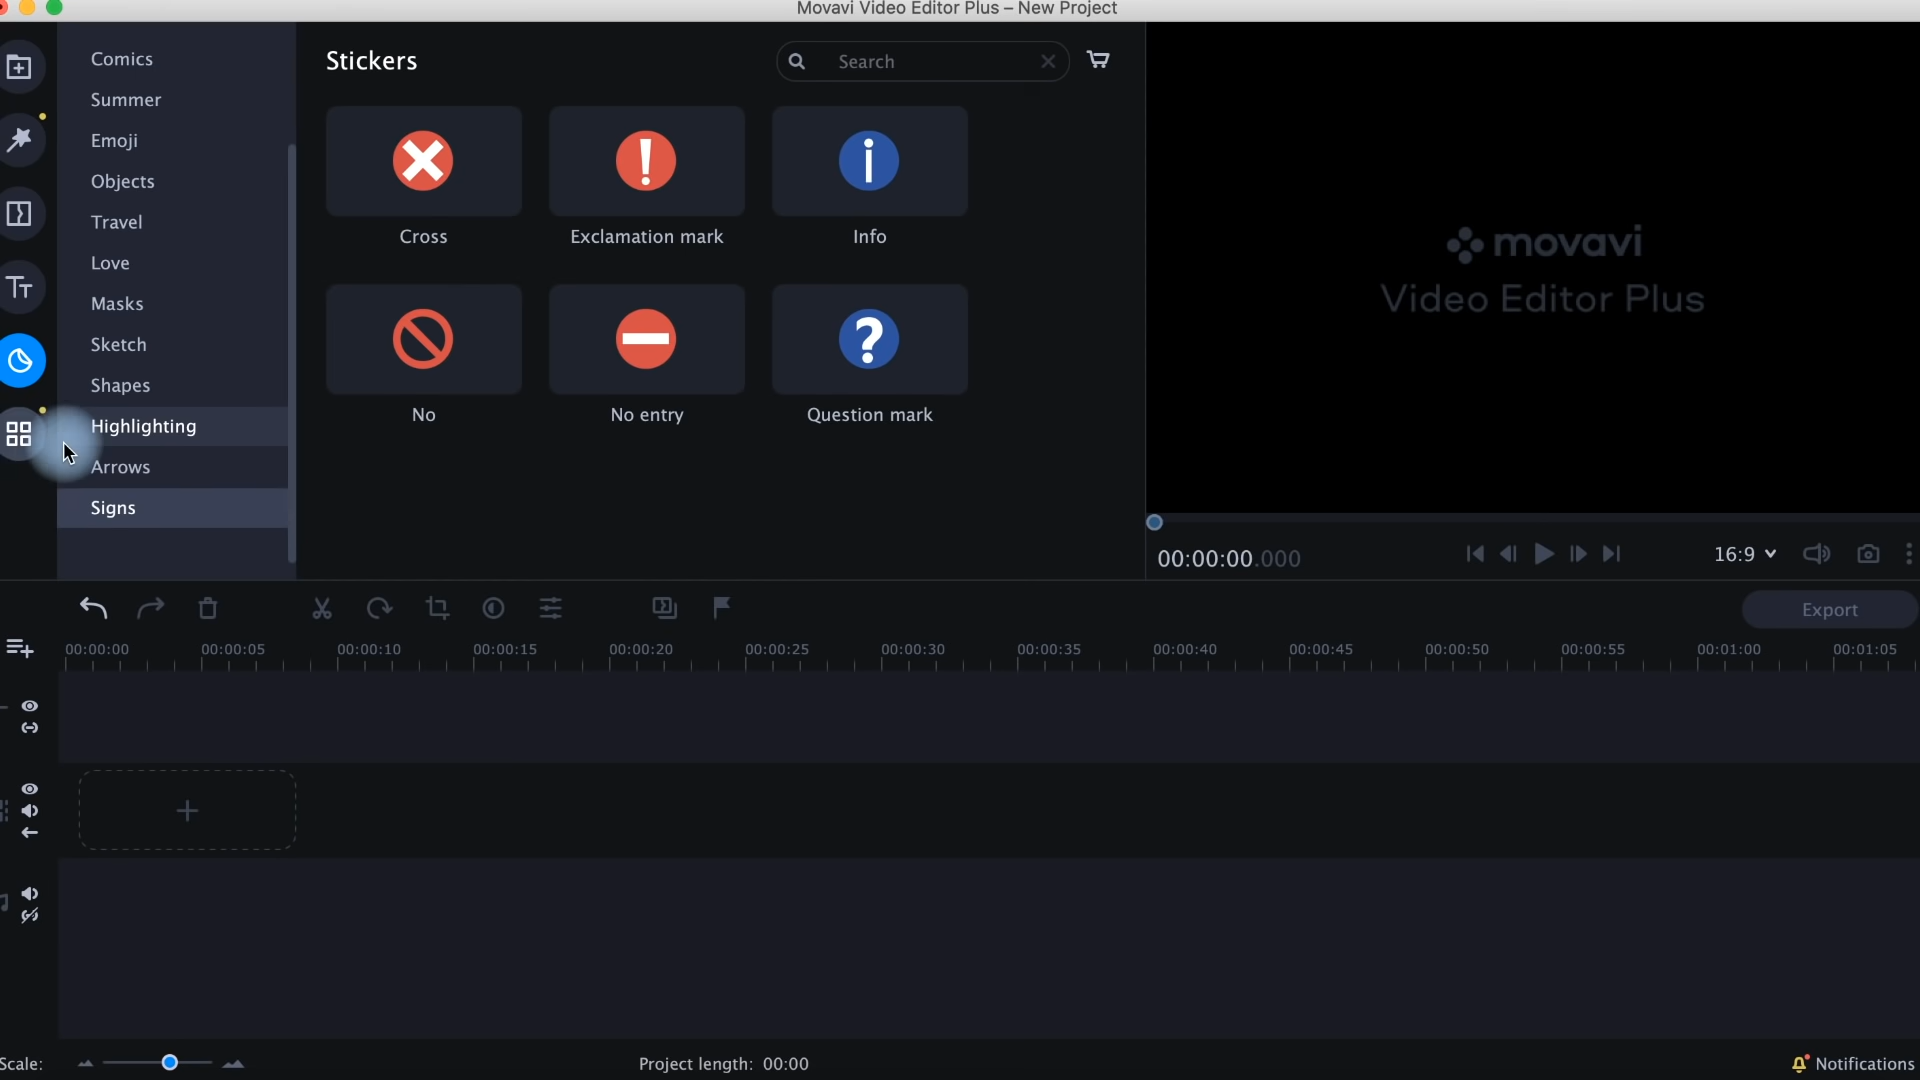 Movavi Video Editor Plus – New Project
Comics
Summer
Emoji
Objects
Travel
Love
Masks
Sketch
Shapes
Highlighting
Arrows
Signs
Stickers
Search
Cross
Exclamation mark
Info
No
No entry
Question mark
movavi
Video Editor Plus
00:00:00.000
16:9
Export
00:00:00 00:00:05 00:00:10 00:00:15 00:00:20 00:00:25 00:00:30 00:00:35 00:00:40 00:00:45 00:00:50 00:00:55 00:01:00 00:01:05
Scale:
Project length: 00:00
Notifications